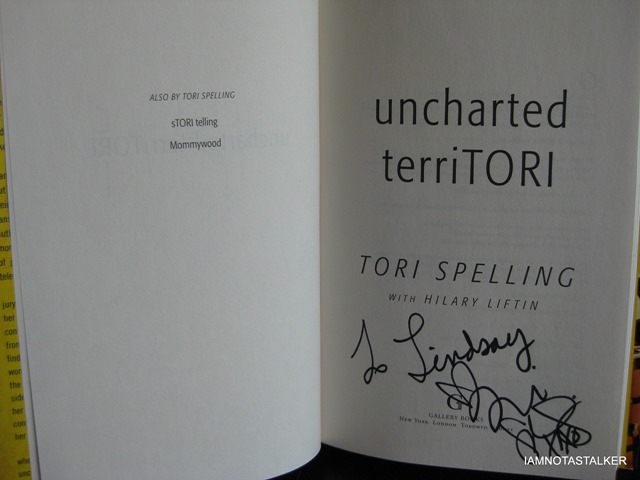 ALSO BY TORI SPELLING
sTORI telling
Mommywood
uncharted
terriTORI
TORI SPELLING
WITH HILARY LIFTIN
To Lindsay
GALLERY BOOKS
NEW YORK LONDON TORONTO
IAMNOTASTALKER